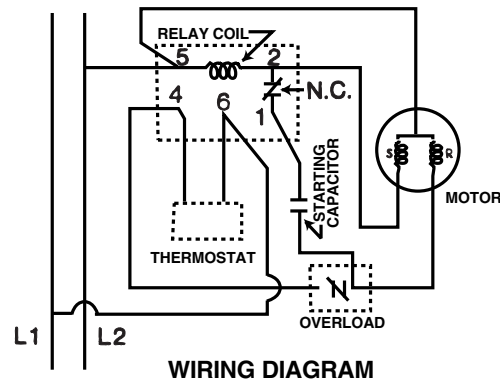 RELAY COIL
5
2
N.C.
4
6
1
S
R
STARTING
CAPACITOR
MOTOR
THERMOSTAT
OVERLOAD
L1
L2
WIRING DIAGRAM